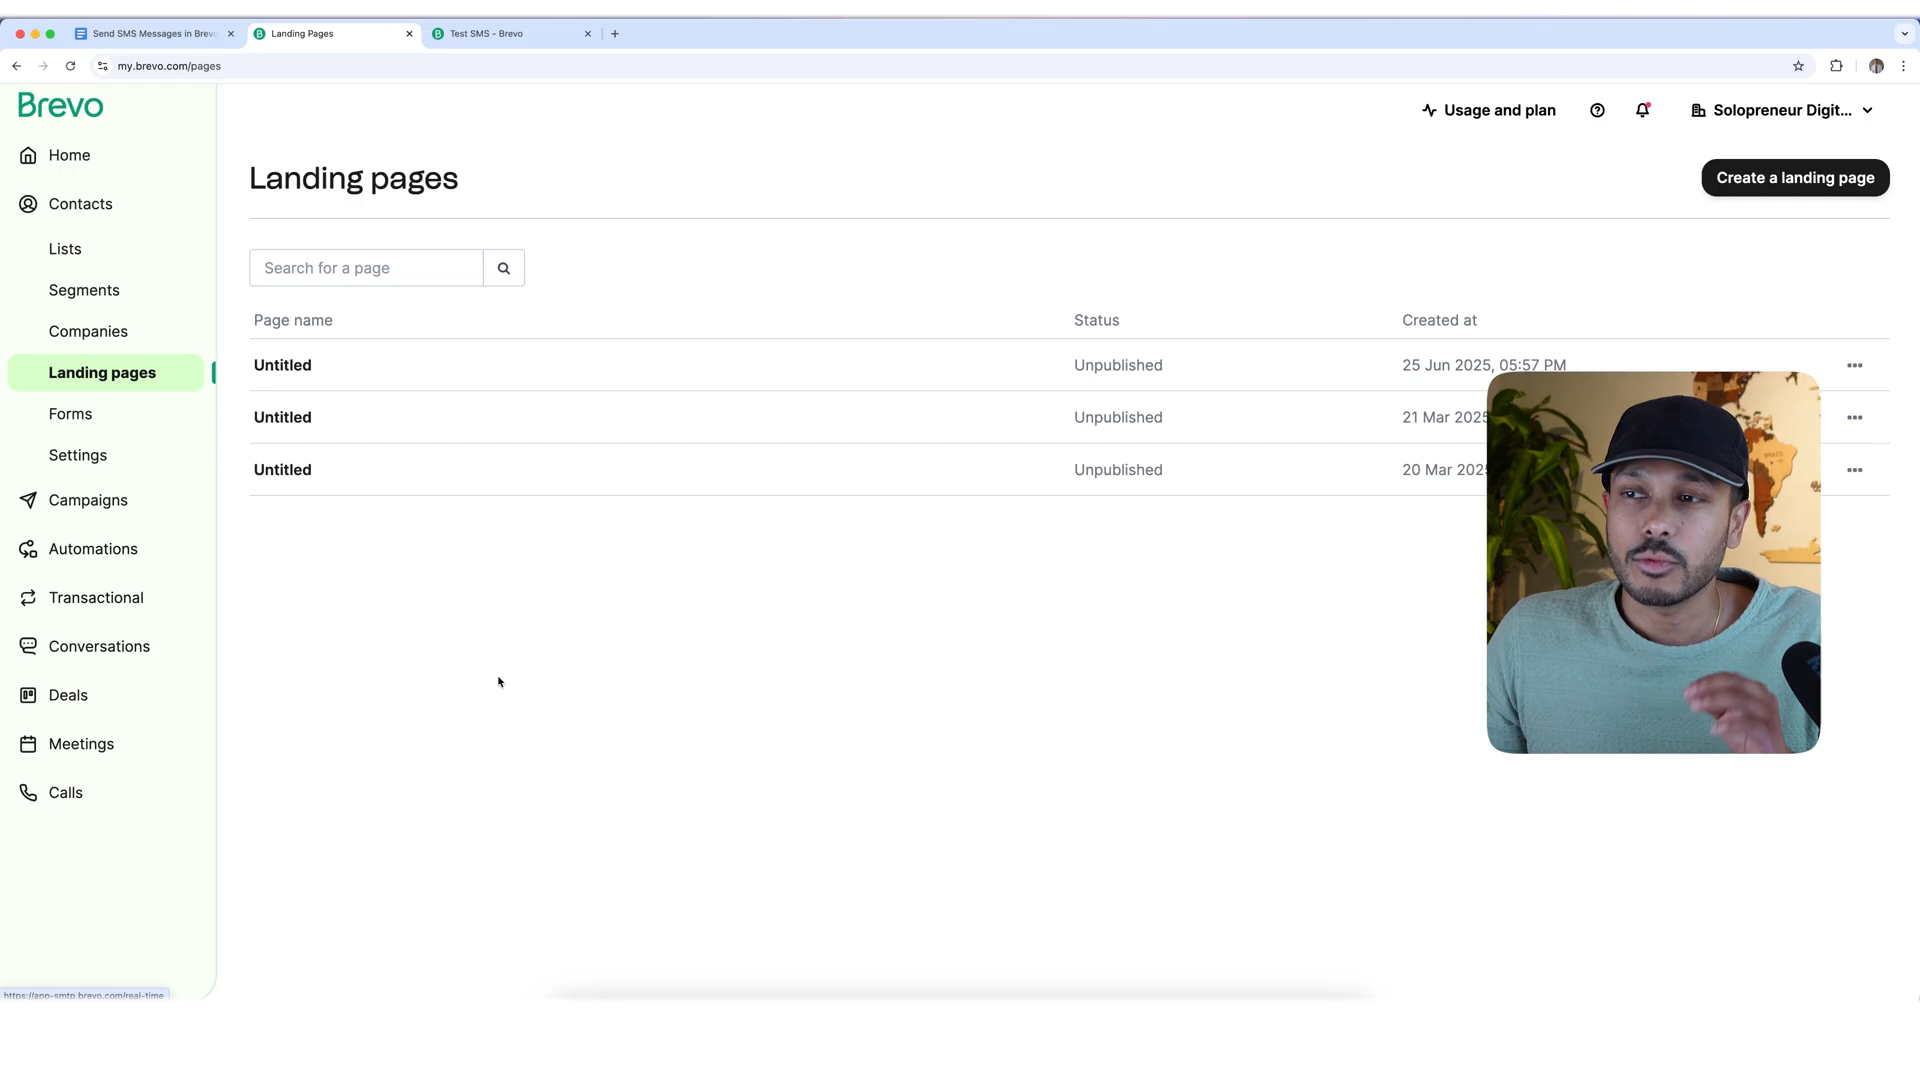 Send SMS Messages in Brevo
Landing Pages
Test SMS - Brevo
my.brevo.com/pages
Brevo
Usage and plan
Solopreneur Digit...
Home
Contacts
Lists
Segments
Companies
Landing pages
Forms
Settings
Campaigns
Automations
Transactional
Conversations
Deals
Meetings
Calls
Landing pages
Create a landing page
Search for a page
Page name Status Created at
Untitled Unpublished 25 Jun 2025, 05:57 PM
Untitled Unpublished 21 Mar 2025
Untitled Unpublished 20 Mar 2025
BRAZIL
https://app-smtp.brevo.com/real-time